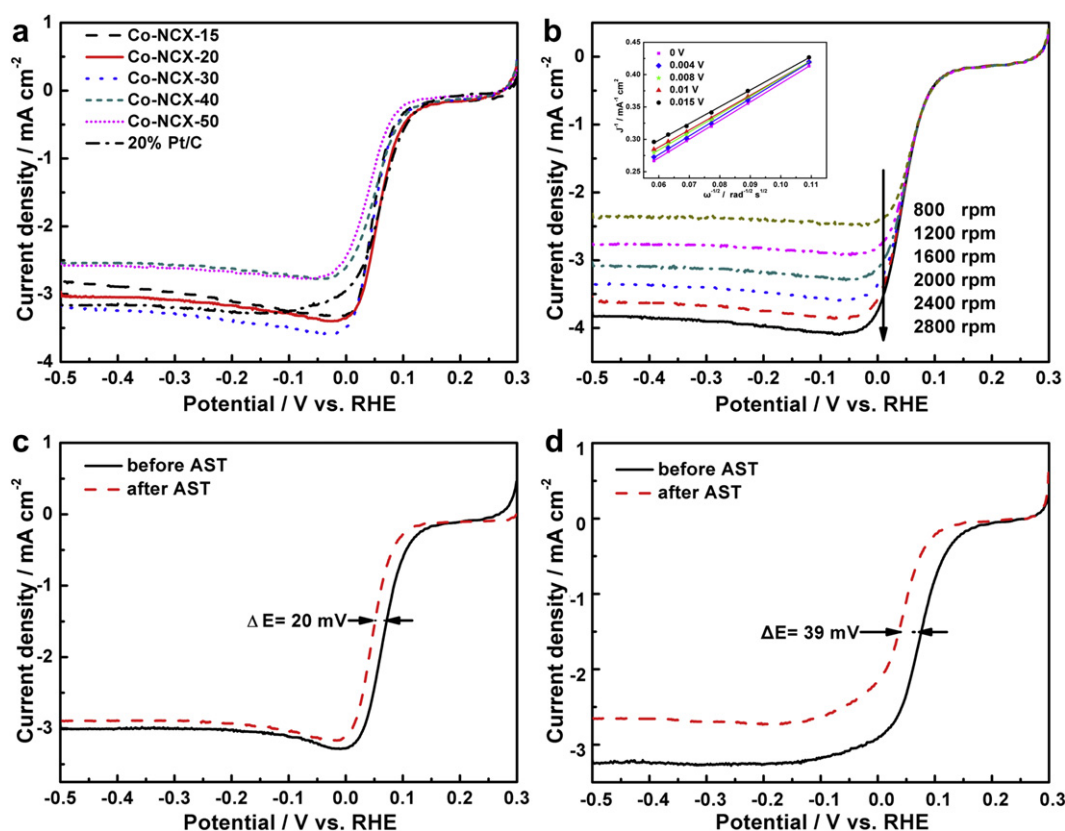 a
Co-NCX-15
Co-NCX-20
Co-NCX-30
Co-NCX-40
Co-NCX-50
20% Pt/C
1
0
-1
-2
-3
-4
-0.5 -0.4 -0.3 -0.2 -0.1 0.0 0.1 0.2 0.3
Current density / mA cm⁻²
Potential / V vs. RHE
b
0.45
0.40
0.35
0.30
0.25
0 V
0.004 V
0.008 V
0.01 V
0.015 V
J⁻¹ / mA⁻¹ cm²
0.06 0.07 0.08 0.09 0.10 0.11
ω⁻¹/² / rad⁻¹/² s¹/²
800 rpm
1200 rpm
1600 rpm
2000 rpm
2400 rpm
2800 rpm
1
0
-1
-2
-3
-4
-0.5 -0.4 -0.3 -0.2 -0.1 0.0 0.1 0.2 0.3
Current density / mA cm⁻²
Potential / V vs. RHE
c
before AST
after AST
Δ E= 20 mV
1
0
-1
-2
-3
-4
-0.5 -0.4 -0.3 -0.2 -0.1 0.0 0.1 0.2 0.3
Current density / mA cm⁻²
Potential / V vs. RHE
d
before AST
after AST
ΔE= 39 mV
1
0
-1
-2
-3
-0.5 -0.4 -0.3 -0.2 -0.1 0.0 0.1 0.2 0.3
Current density / mA cm⁻²
Potential / V vs. RHE